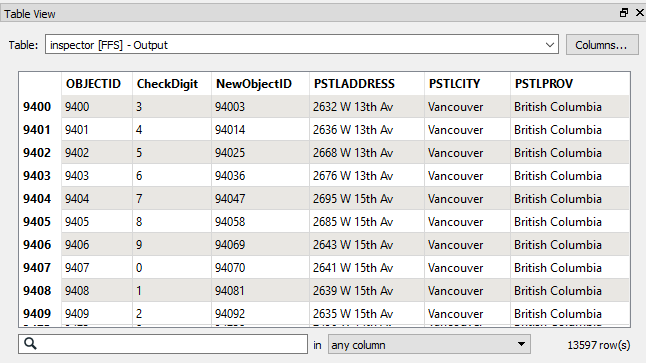 Table View
Table: inspector [FFS] - Output Columns...
OBJECTID CheckDigit NewObjectID PSTLADDRESS PSTLCITY PSTLPROV
9400 9400 3 94003 2632 W 13th Av Vancouver British Columbia
9401 9401 4 94014 2636 W 13th Av Vancouver British Columbia
9402 9402 5 94025 2668 W 13th Av Vancouver British Columbia
9403 9403 6 94036 2676 W 13th Av Vancouver British Columbia
9404 9404 7 94047 2695 W 15th Av Vancouver British Columbia
9405 9405 8 94058 2685 W 15th Av Vancouver British Columbia
9406 9406 9 94069 2643 W 15th Av Vancouver British Columbia
9407 9407 0 94070 2641 W 15th Av Vancouver British Columbia
9408 9408 1 94081 2639 W 15th Av Vancouver British Columbia
9409 9409 2 94092 2635 W 15th Av Vancouver British Columbia
in any column 13597 row(s)